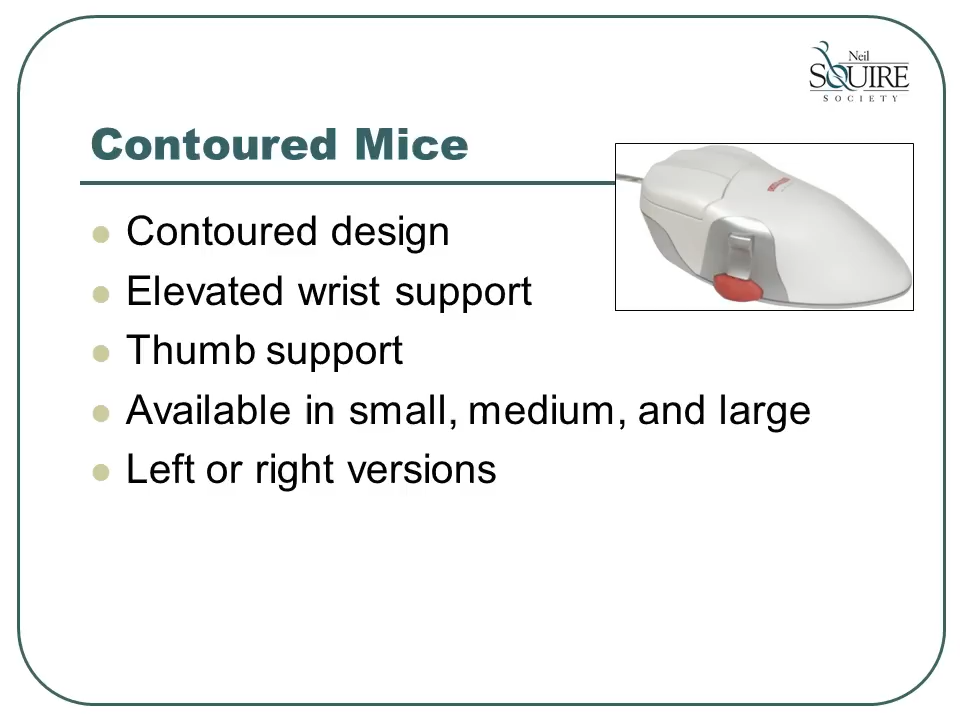 Neil
SQUIRE
SOCIETY
Contoured Mice
Contoured design
Elevated wrist support
Thumb support
Available in small, medium, and large
Left or right versions